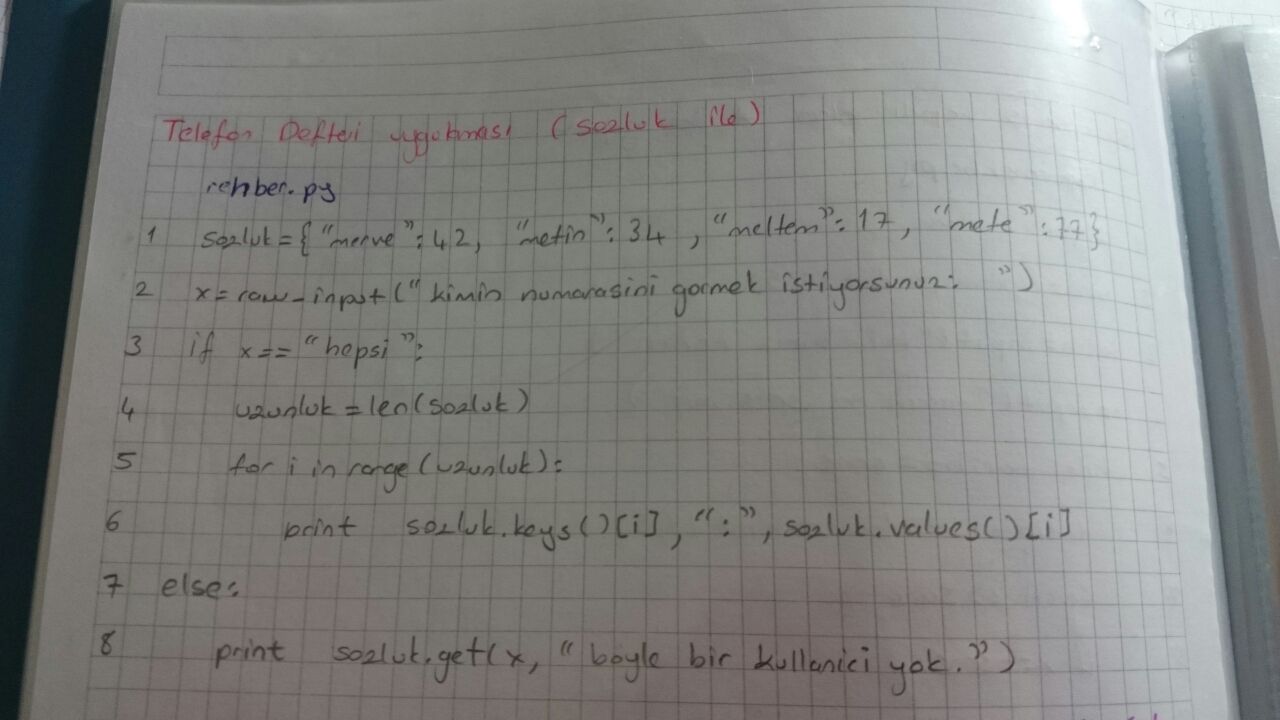 Telefon Defteri uygulaması (sozluk ile)
rehber.py
1 sozluk={"merve":42, "metin":34, "meltem":17, "mete":77}
2 x=raw_input("kimin numarasini gormek istiyorsunuz: ")
3 if x=="hepsi":
4 uzunluk=len(sozluk)
5 for i in range(uzunluk):
6 print sozluk.keys()[i], ":", sozluk.values()[i]
7 else:
8 print sozluk.get(x, "boyle bir kullanici yok.")